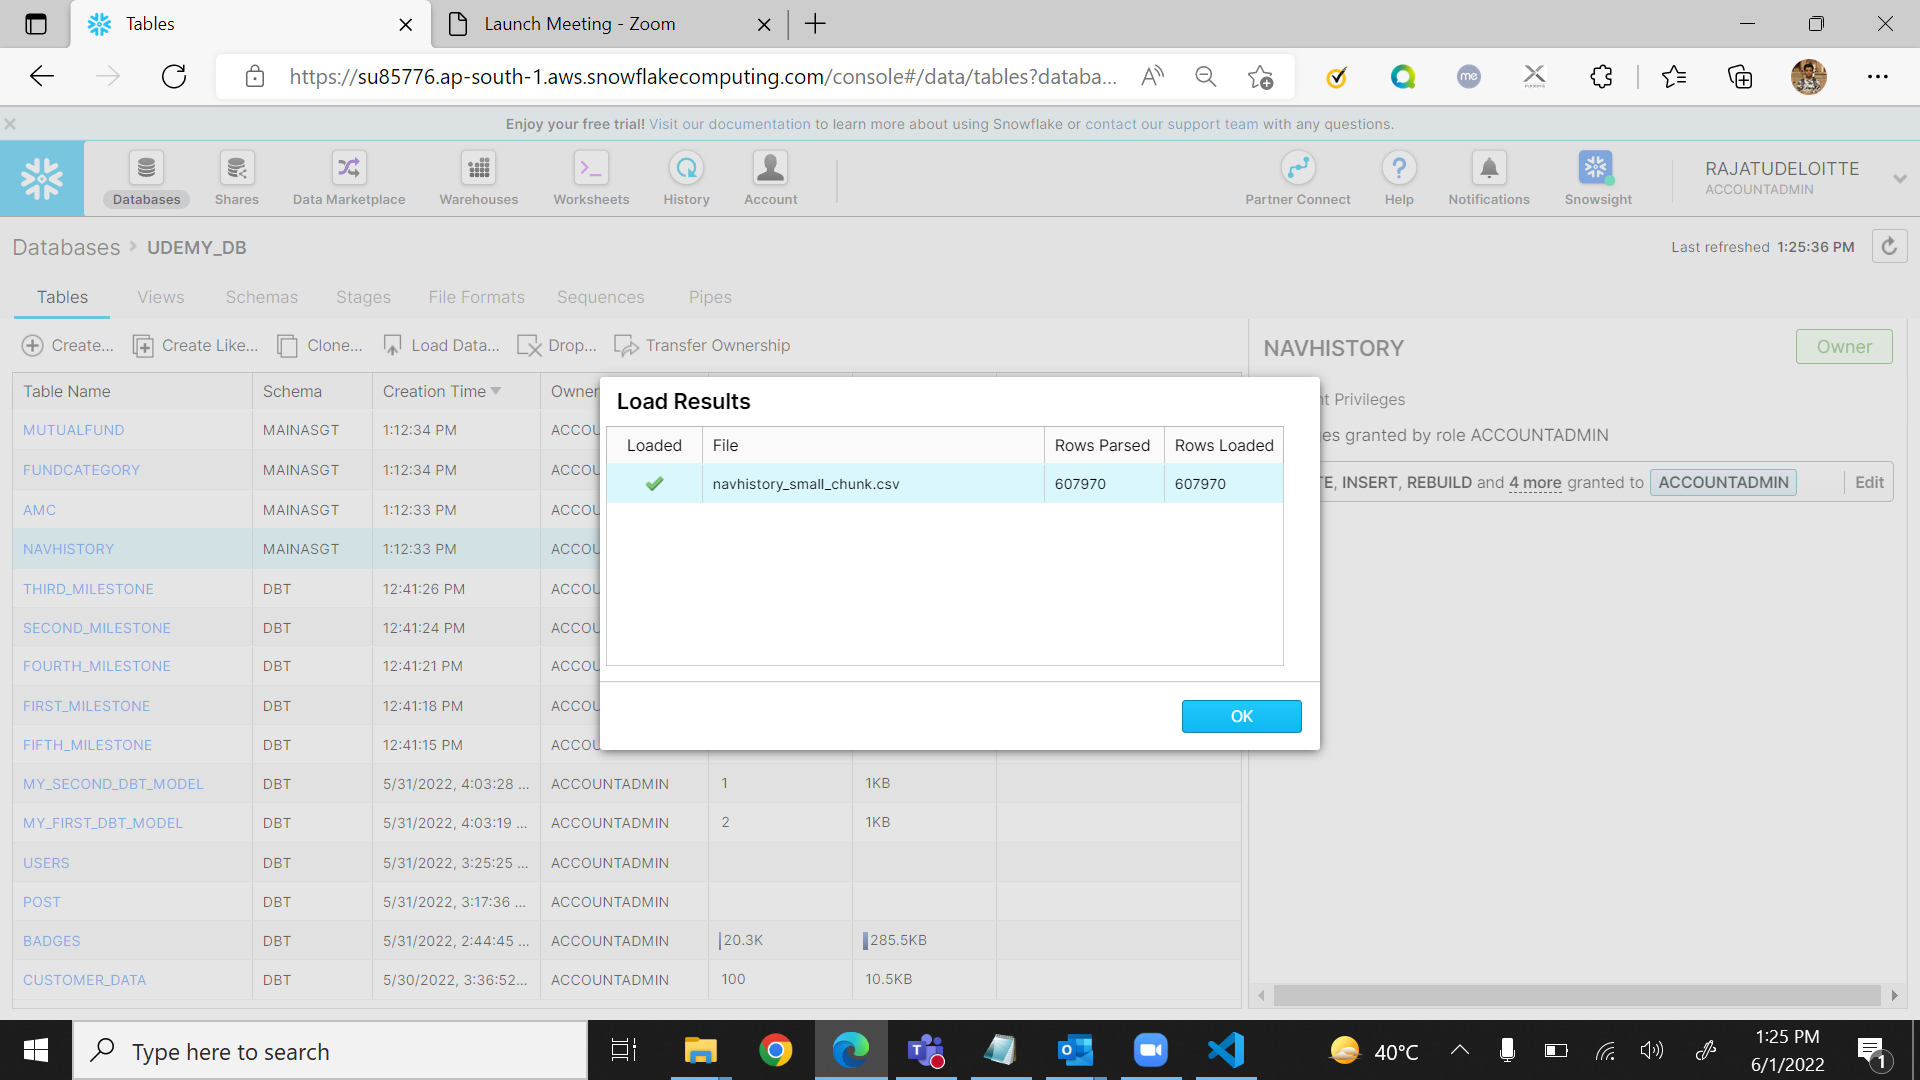 Tables
Launch Meeting - Zoom
https://su85776.ap-south-1.aws.snowflakecomputing.com/console#/data/tables?databa...
me
Enjoy your free trial! Visit our documentation to learn more about using Snowflake or contact our support team with any questions.
Databases
Shares
Data Marketplace
Warehouses
Worksheets
History
Account
Partner Connect
Help
Notifications
Snowsight
RAJATUDELOITTE
ACCOUNTADMIN
Databases > UDEMY_DB
Last refreshed 1:25:36 PM
Tables Views Schemas Stages File Formats Sequences Pipes
Create... Create Like... Clone... Load Data... Drop... Transfer Ownership
NAVHISTORY
Owner
Table Name Schema Creation Time Owner
MUTUALFUND MAINASGT 1:12:34 PM ACCOU
FUNDCATEGORY MAINASGT 1:12:34 PM ACCOU
AMC MAINASGT 1:12:33 PM ACCOU
NAVHISTORY MAINASGT 1:12:33 PM ACCOU
THIRD_MILESTONE DBT 12:41:26 PM ACCOU
SECOND_MILESTONE DBT 12:41:24 PM ACCOU
FOURTH_MILESTONE DBT 12:41:21 PM ACCOU
FIRST_MILESTONE DBT 12:41:18 PM ACCOU
FIFTH_MILESTONE DBT 12:41:15 PM ACCOU
MY_SECOND_DBT_MODEL DBT 5/31/2022, 4:03:28 ... ACCOUNTADMIN 1 1KB
MY_FIRST_DBT_MODEL DBT 5/31/2022, 4:03:19 ... ACCOUNTADMIN 2 1KB
USERS DBT 5/31/2022, 3:25:25 ... ACCOUNTADMIN
POST DBT 5/31/2022, 3:17:36 ... ACCOUNTADMIN
BADGES DBT 5/31/2022, 2:44:45 ... ACCOUNTADMIN 20.3K 285.5KB
CUSTOMER_DATA DBT 5/30/2022, 3:36:52... ACCOUNTADMIN 100 10.5KB
Load Results
Loaded File Rows Parsed Rows Loaded
navhistory_small_chunk.csv 607970 607970
OK
nt Privileges
es granted by role ACCOUNTADMIN
TE, INSERT, REBUILD and 4 more granted to ACCOUNTADMIN Edit
Type here to search
40°C
1:25 PM
6/1/2022
1